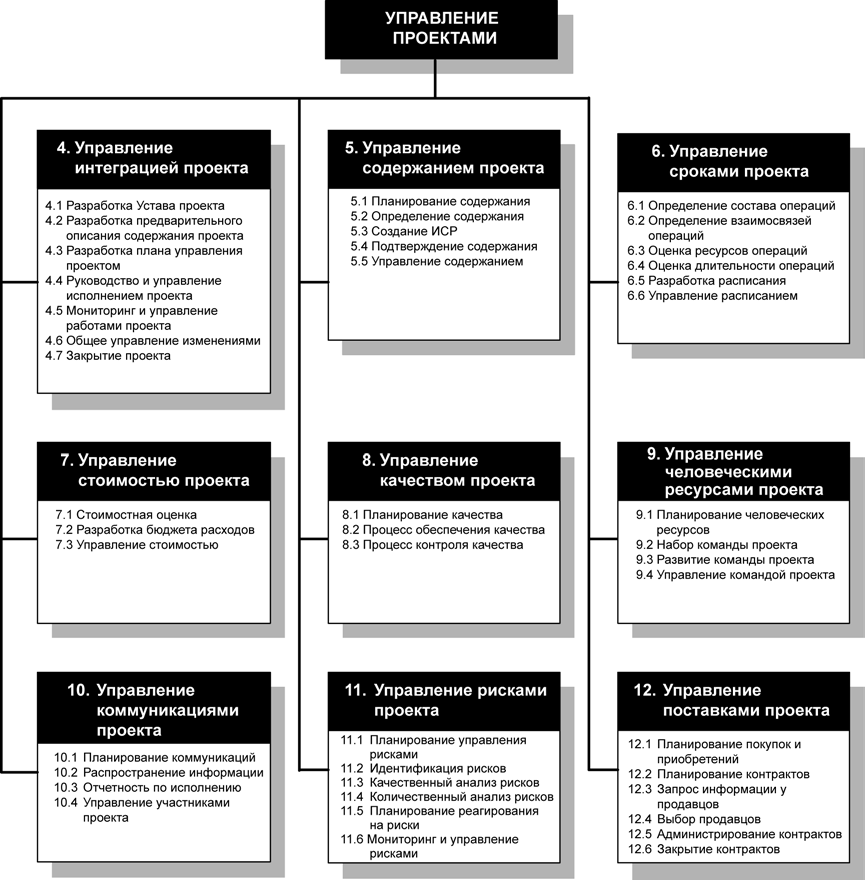 УПРАВЛЕНИЕ
ПРОЕКТАМИ
4. Управление
интеграцией проекта
4.1 Разработка Устава проекта
4.2 Разработка предварительного
описания содержания проекта
4.3 Разработка плана управления
проектом
4.4 Руководство и управление
исполнением проекта
4.5 Мониторинг и управление
работами проекта
4.6 Общее управление изменениями
4.7 Закрытие проекта
5. Управление
содержанием проекта
5.1 Планирование содержания
5.2 Определение содержания
5.3 Создание ИСР
5.4 Подтверждение содержания
5.5 Управление содержанием
6. Управление
сроками проекта
6.1 Определение состава операций
6.2 Определение взаимосвязей
операций
6.3 Оценка ресурсов операций
6.4 Оценка длительности операций
6.5 Разработка расписания
6.6 Управление расписанием
7. Управление
стоимостью проекта
7.1 Стоимостная оценка
7.2 Разработка бюджета расходов
7.3 Управление стоимостью
8. Управление
качеством проекта
8.1 Планирование качества
8.2 Процесс обеспечения качества
8.3 Процесс контроля качества
9. Управление
человеческими
ресурсами проекта
9.1 Планирование человеческих
ресурсов
9.2 Набор команды проекта
9.3 Развитие команды проекта
9.4 Управление командой проекта
10. Управление
коммуникациями
проекта
10.1 Планирование коммуникаций
10.2 Распространение информации
10.3 Отчетность по исполнению
10.4 Управление участниками
проекта
11. Управление рисками
проекта
11.1 Планирование управления
рисками
11.2 Идентификация рисков
11.3 Качественный анализ рисков
11.4 Количественный анализ рисков
11.5 Планирование реагирования
на риски
11.6 Мониторинг и управление
рисками
12. Управление
поставками проекта
12.1 Планирование покупок и
приобретений
12.2 Планирование контрактов
12.3 Запрос информации у
продавцов
12.4 Выбор продавцов
12.5 Администрирование контрактов
12.6 Закрытие контрактов